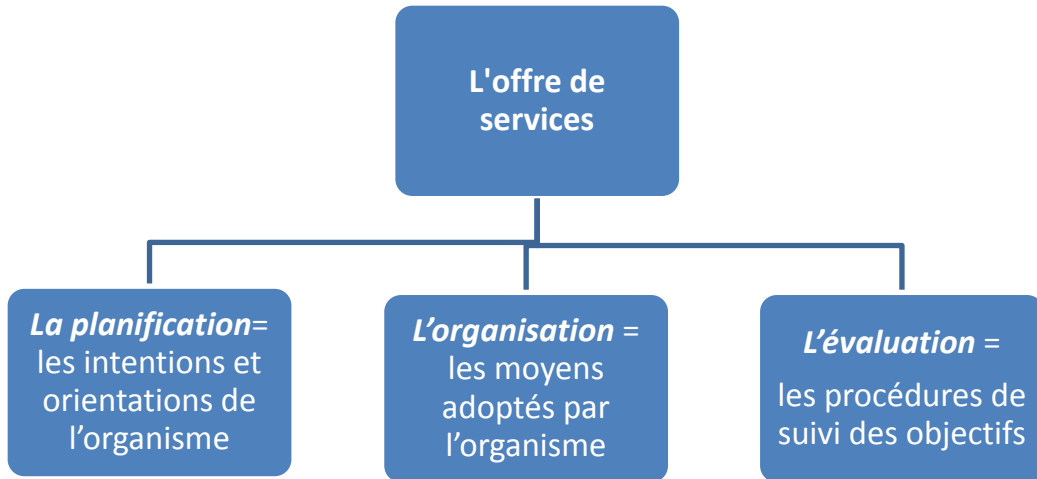 L'offre de
services
La planification=
les intentions et
orientations de
l’organisme
L’organisation =
les moyens
adoptés par
l’organisme
L’évaluation =
les procédures de
suivi des objectifs